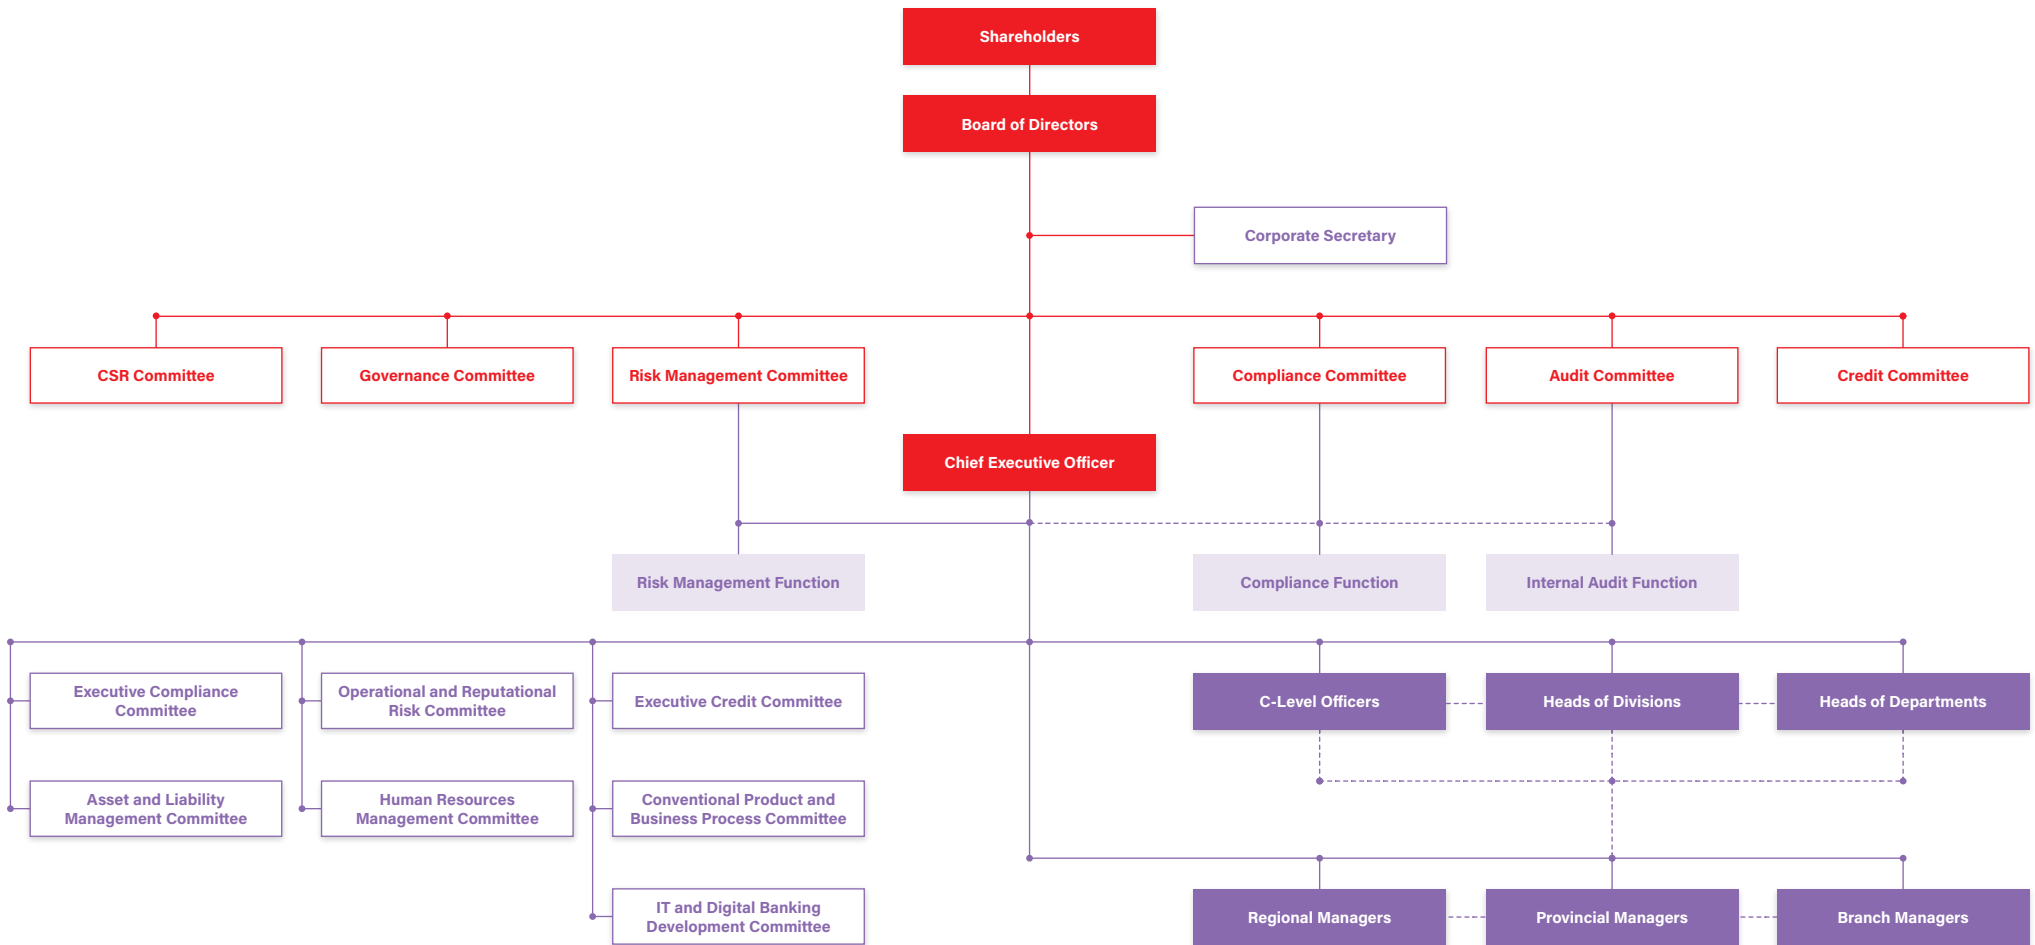 Shareholders
Board of Directors
Corporate Secretary
CSR Committee
Governance Committee
Risk Management Committee
Compliance Committee
Audit Committee
Credit Committee
Chief Executive Officer
Risk Management Function
Compliance Function
Internal Audit Function
Executive Compliance
Committee
Operational and Reputational
Risk Committee
Executive Credit Committee
C-Level Officers
Heads of Divisions
Heads of Departments
Asset and Liability
Management Committee
Human Resources
Management Committee
Conventional Product and
Business Process Committee
IT and Digital Banking
Development Committee
Regional Managers
Provincial Managers
Branch Managers